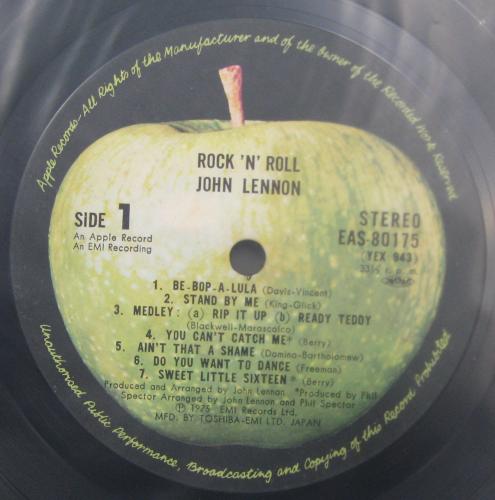 Apple Records–All Rights of the Manufacturer and of the Owner of the Recorded Work Reserved
ROCK 'N' ROLL
JOHN LENNON
SIDE 1
An Apple Record
An EMI Recording
STEREO
EAS-80175
(YEX 943)
33⅓ r. p. m.
1. BE-BOP-A-LULA (Davis-Vincent)
2. STAND BY ME (King-Glick)
3. MEDLEY: (a) RIP IT UP (b) READY TEDDY
(Blackwell-Marascalco)
4. YOU CAN'T CATCH ME* (Berry)
5. AIN'T THAT A SHAME (Domino-Bartholomew)
6. DO YOU WANT TO DANCE (Freeman)
7. SWEET LITTLE SIXTEEN* (Berry)
Produced and Arranged by John Lennon *Produced by Phil
Spector Arranged by John Lennon and Phil Spector
Ⓟ 1975 EMI Records Ltd.
MFD. BY TOSHIBA-EMI LTD. JAPAN
Unauthorised Public Performance, Broadcasting and Copying of this Record Prohibited